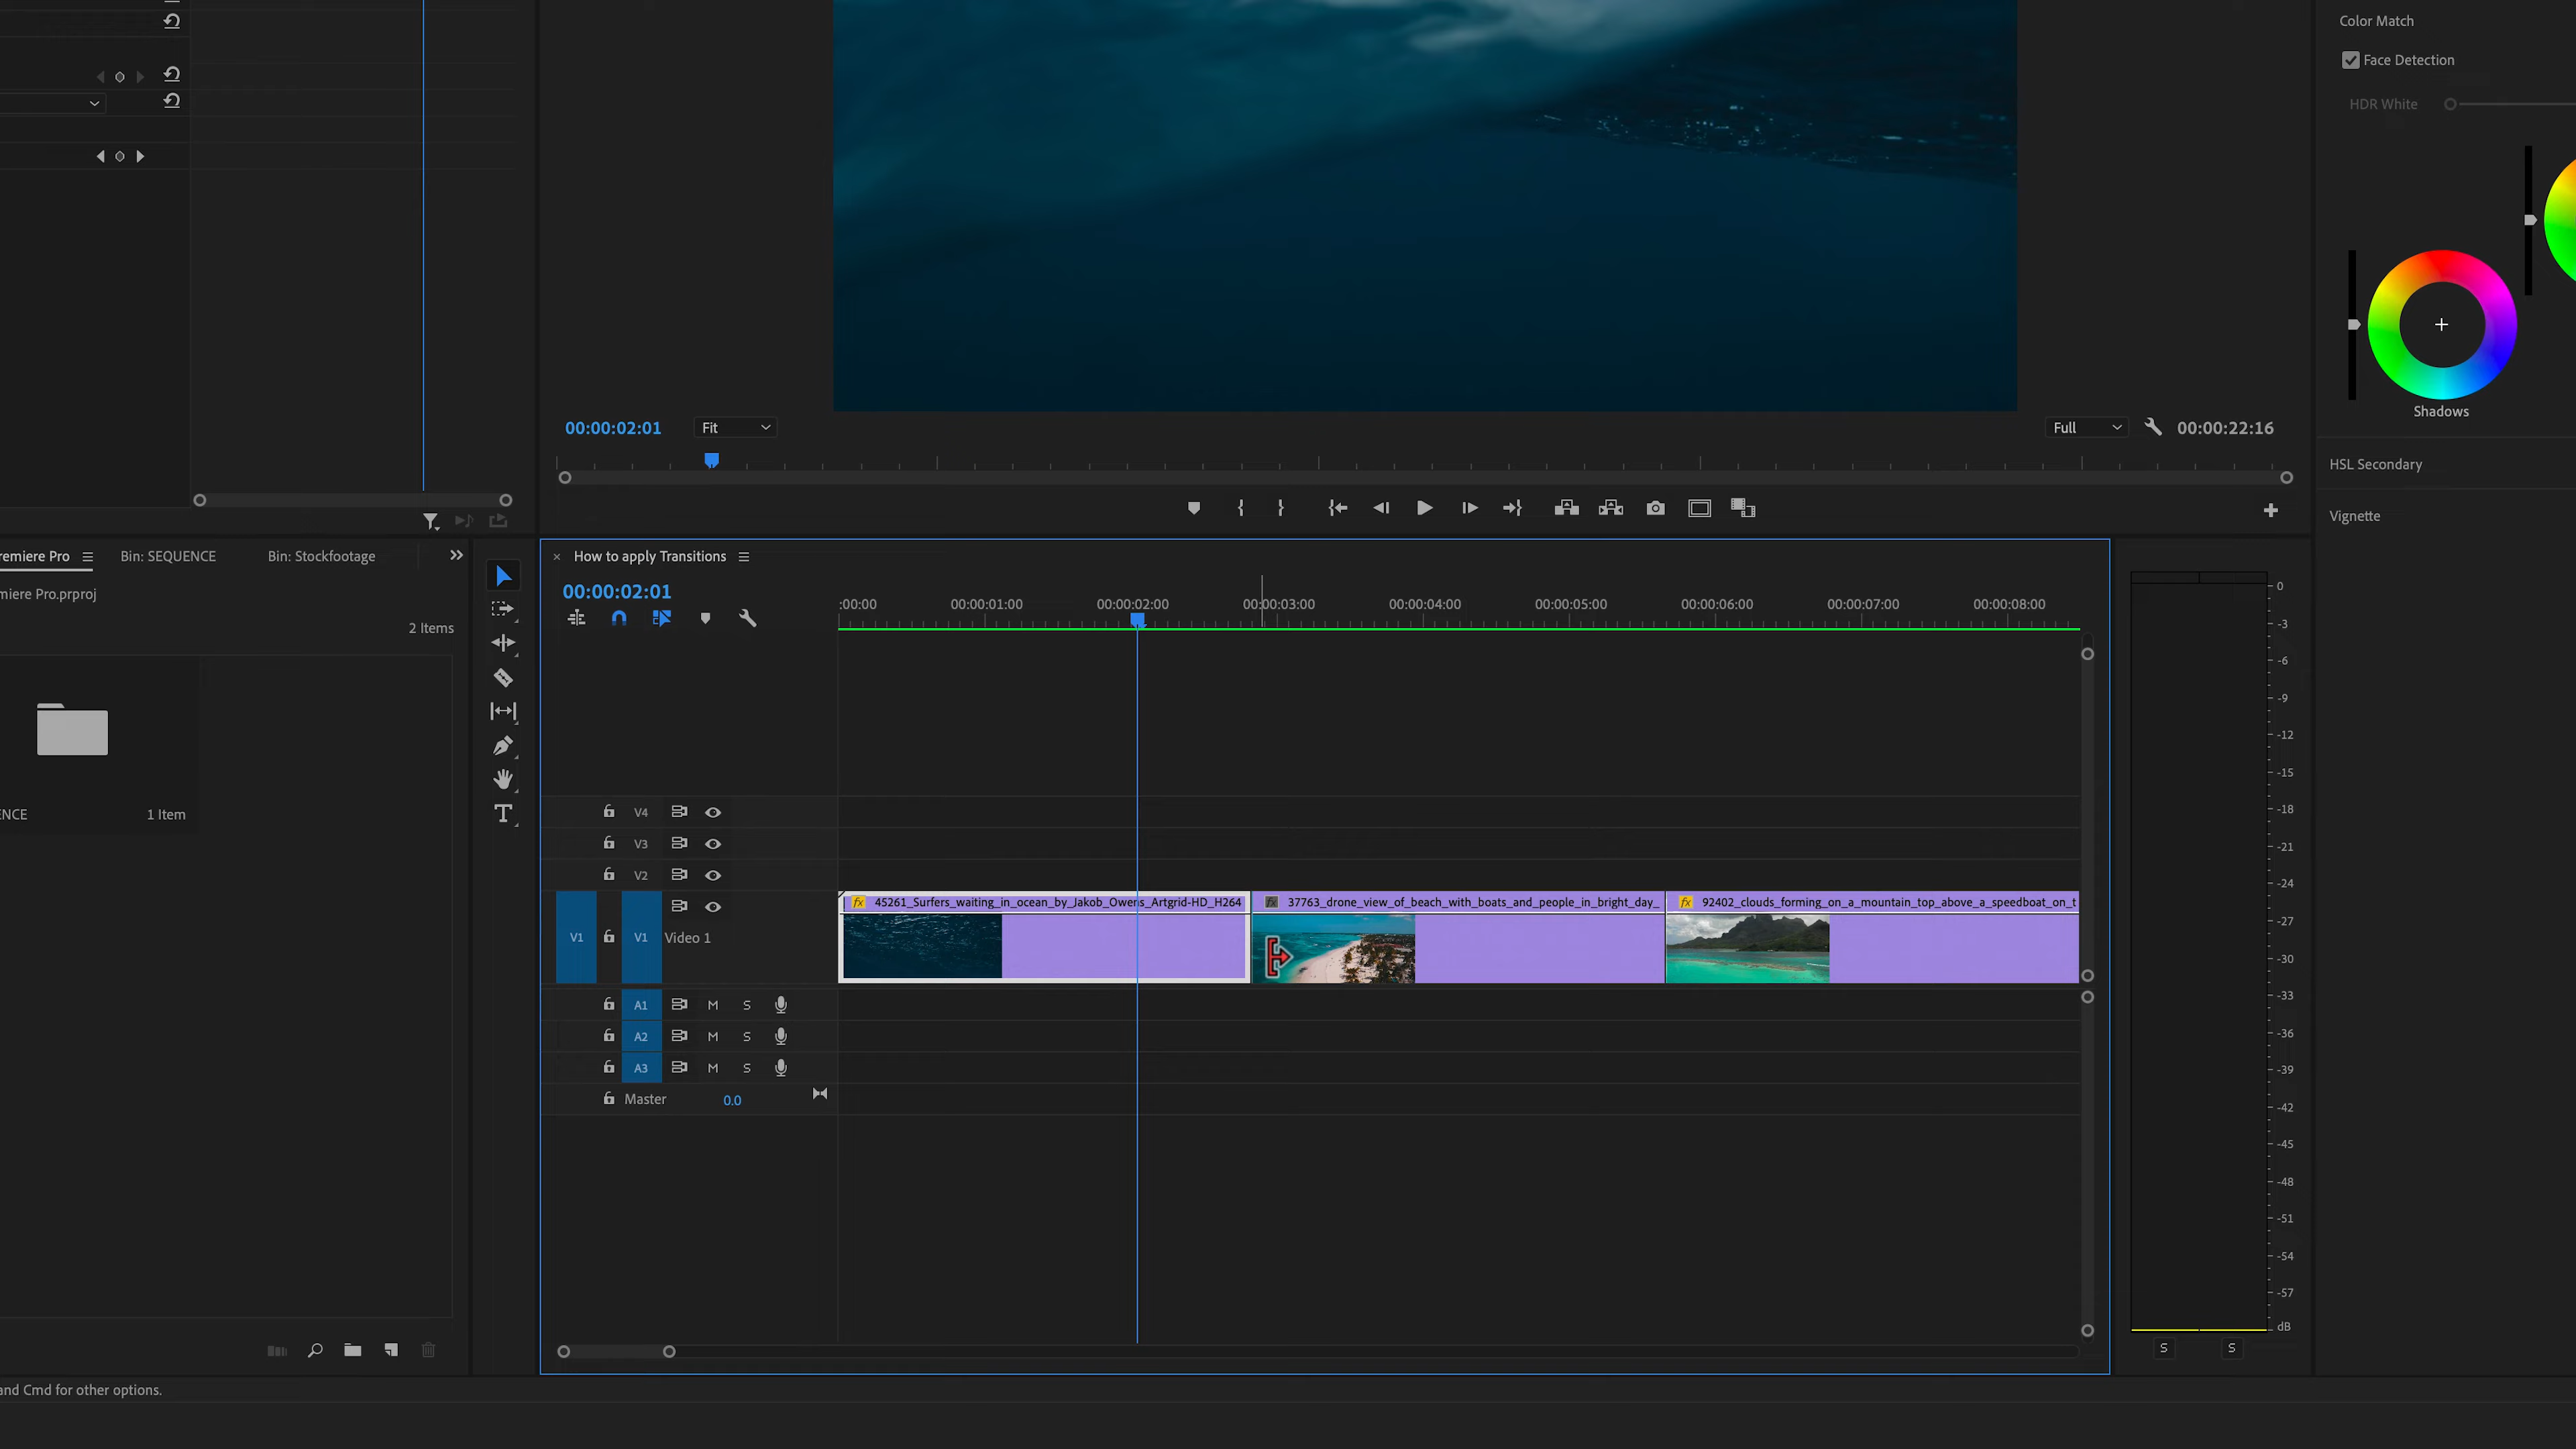 Color Match
Face Detection
HDR White
Shadows
00:00:02:01
Fit
Full
00:00:22:16
HSL Secondary
Vignette
remiere Pro
Bin: SEQUENCE
Bin: Stockfootage
miere Pro.prproj
2 Items
ENCE
1 Item
How to apply Transitions
00:00:02:01
:00:00
00:00:01:00
00:00:02:00
00:00:03:00
00:00:04:00
00:00:05:00
00:00:06:00
00:00:07:00
00:00:08:00
V4
V3
V2
V1
V1
Video 1
fx 45261_Surfers_waiting_in_ocean_by_Jakob_Owens_Artgrid-HD_H264
fx 37763_drone_view_of_beach_with_boats_and_people_in_bright_day_
fx 92402_clouds_forming_on_a_mountain_top_above_a_speedboat_on_t
A1 M S
A2 M S
A3 M S
Master 0.0
0
-3
-6
-9
-12
-15
-18
-21
-24
-27
-30
-33
-36
-39
-42
-45
-48
-51
-54
-57
dB
S S
and Cmd for other options.